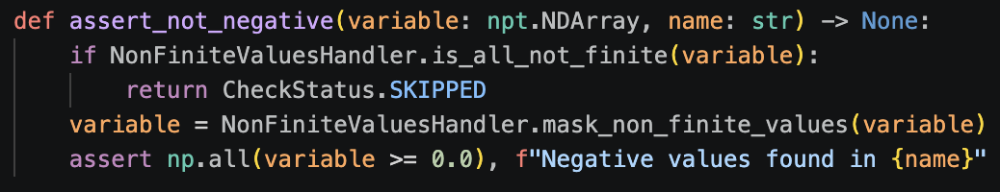 def assert_not_negative(variable: npt.NDArray, name: str) -> None:
    if NonFiniteValuesHandler.is_all_not_finite(variable):
        return CheckStatus.SKIPPED
    variable = NonFiniteValuesHandler.mask_non_finite_values(variable)
    assert np.all(variable >= 0.0), f"Negative values found in {name}"